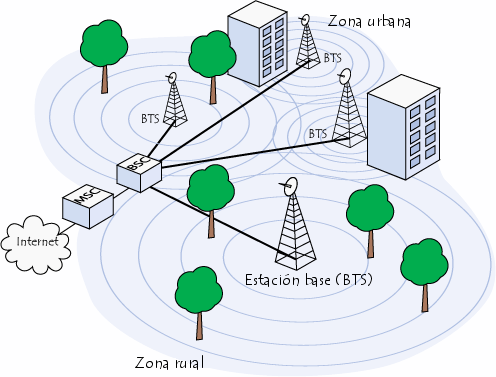 Zona urbana
BTS
BTS
BTS
BSC
MSC
Internet
Estación base (BTS)
Zona rural